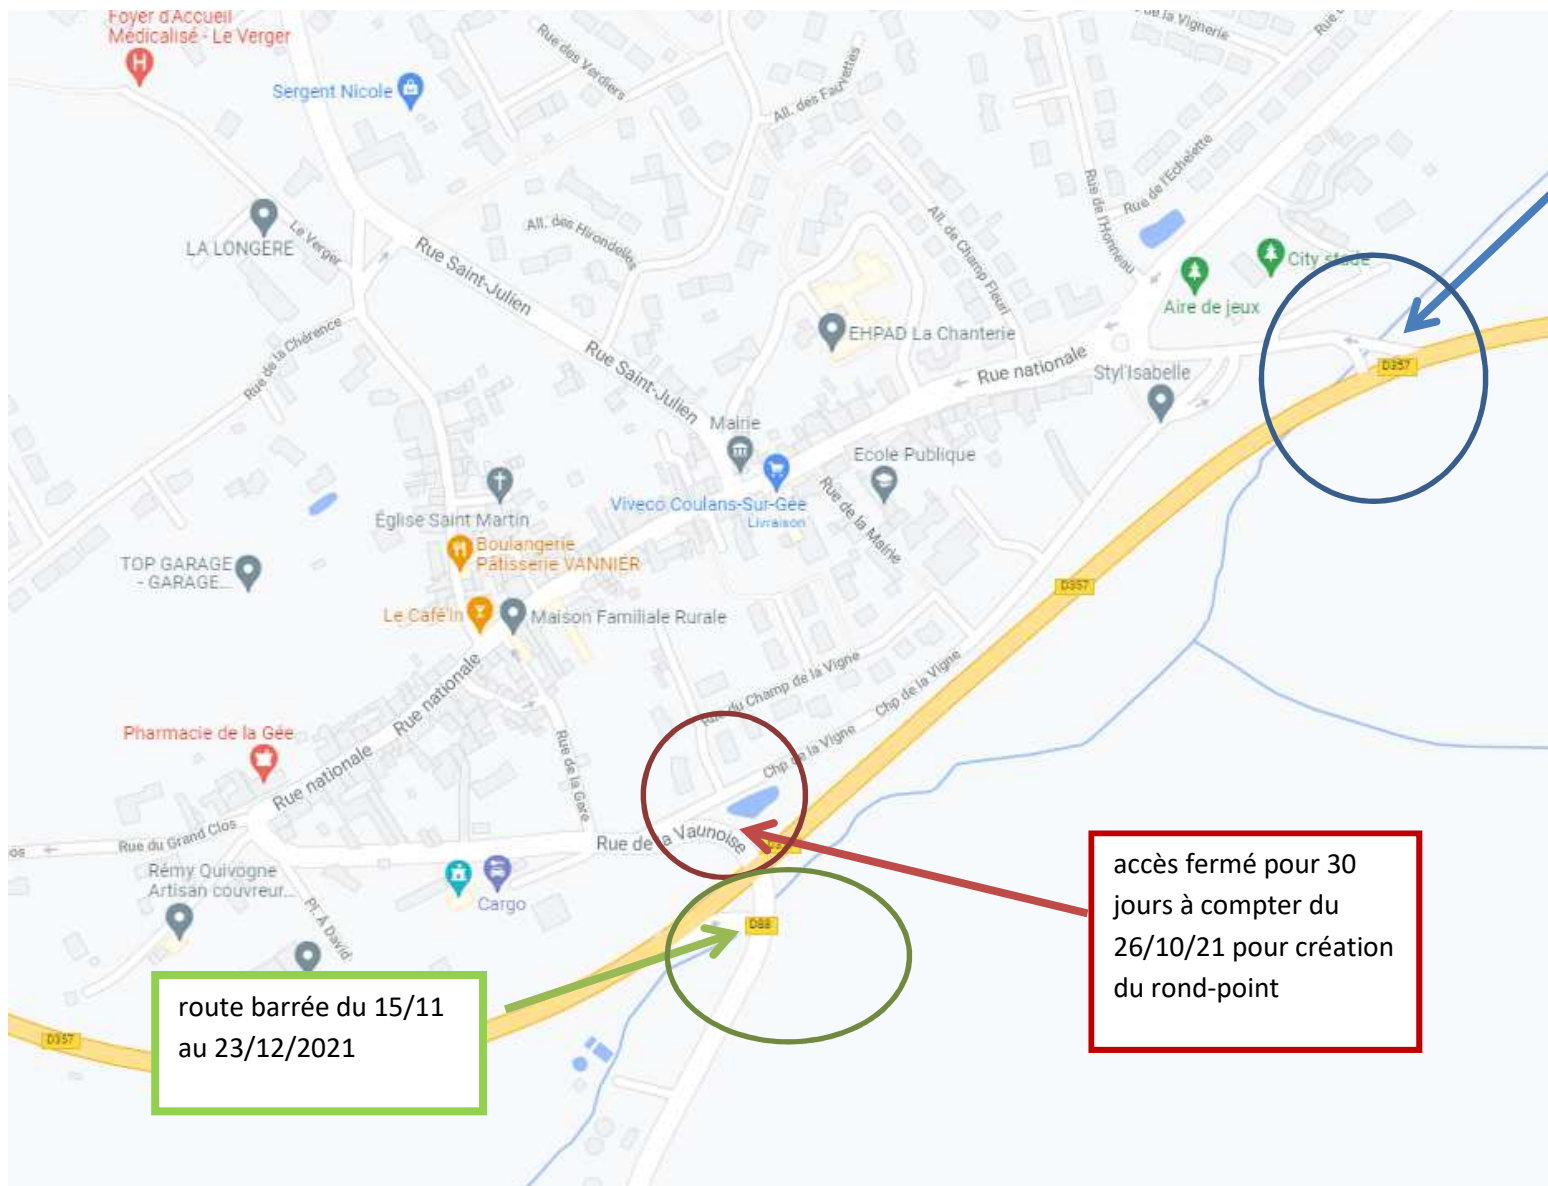 Foyer d'Accueil
Médicalisé - Le Verger
Sergent Nicole
Rue des Verdiers
All. des Fauvettes
de la Vignerie
Rue de l'Echelette
Rue de l'Honneau
LA LONGERE
Le Verger
Rue Saint-Julien
All. des Hirondelles
All. de Champ Fleuri
City stade
Aire de jeux
EHPAD La Chanterie
Rue de la Chérence
Rue Saint-Julien
Rue nationale
Styl'Isabelle
D357
Mairie
Ecole Publique
Viveco Coulans-Sur-Gée
Livraison
Rue de la Mairie
Église Saint Martin
Boulangerie
Pâtisserie VANNIER
TOP GARAGE
- GARAGE...
D357
Le Café'in
Maison Familiale Rurale
Rue nationale
Rue du Champ de la Vigne
Chp de la Vigne
Pharmacie de la Gée
Rue nationale
Rue de la Gare
Chp de la Vigne
Rue du Grand Clos
os
Rue de la Vaunoise
Rémy Quivogne
Artisan couvreur...
Cargo
Pl. A David
D88
accès fermé pour 30
jours à compter du
26/10/21 pour création
du rond-point
route barrée du 15/11
au 23/12/2021
D357